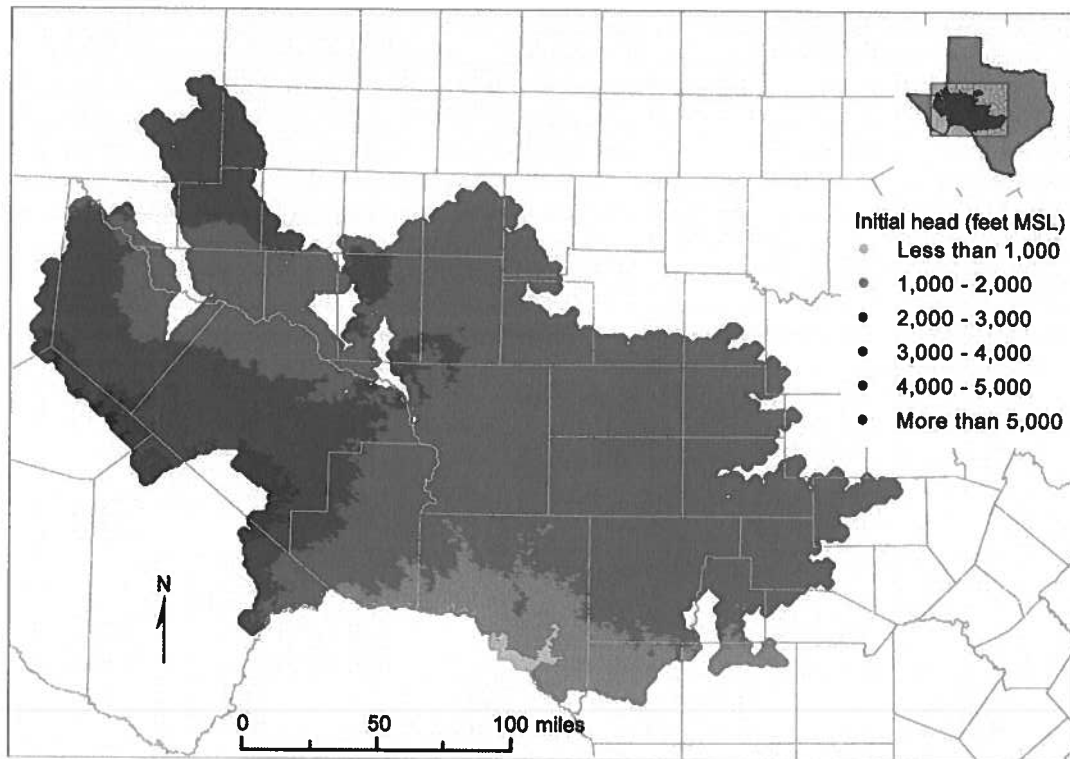 Initial head (feet MSL)
Less than 1,000
1,000 - 2,000
2,000 - 3,000
3,000 - 4,000
4,000 - 5,000
More than 5,000
N
0 50 100 miles